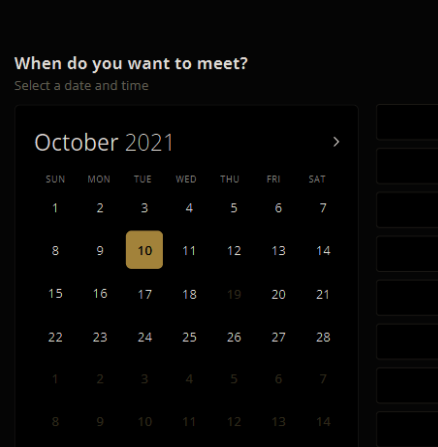 When do you want to meet?
Select a date and time
October 2021 >
SUN MON TUE WED THU FRI SAT
1 2 3 4 5 6 7
8 9 10 11 12 13 14
15 16 17 18 19 20 21
22 23 24 25 26 27 28
1 2 3 4 5 6 7
8 9 10 11 12 13 14